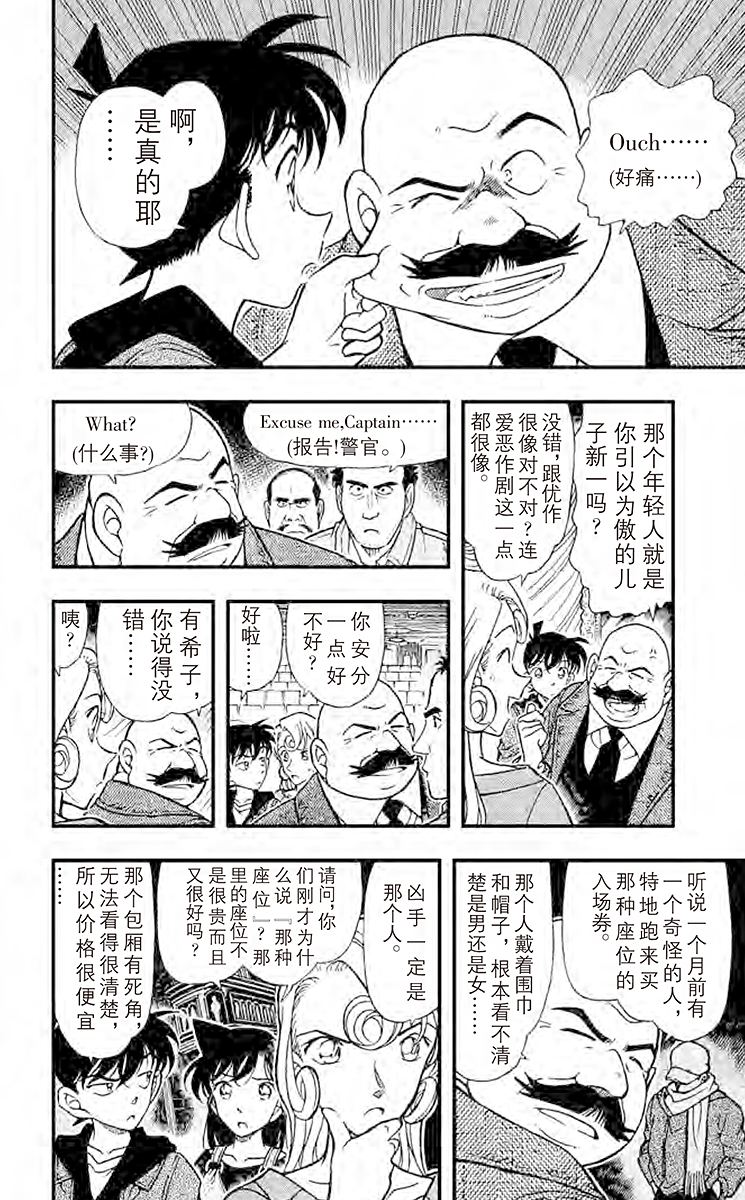 Ouch……
(好痛……)
啊，
是真的耶
……
那个年轻人就是
你引以为傲的儿
子新一吗？
没错，跟优作
很像对不对？连
爱恶作剧这一点
都很像。
Excuse me,Captain……
(报告!警官。)
What?
(什么事?)
你安分
一点好
不好？
好啦……
有希子，
你说得没
错……
咦？
听说一个月前有
一个奇怪的人，
特地跑来买
那种座位的
入场券。
那个人戴着围巾
和帽子，根本看不清
楚是男还是女……
凶手一定是
那个人。
请问，你
们刚才为什
么说『那种
座位』？那
里的座位不
是很贵而且
又很好吗？
那个包厢有死角，
无法看得很清楚，
所以价格很便宜
……